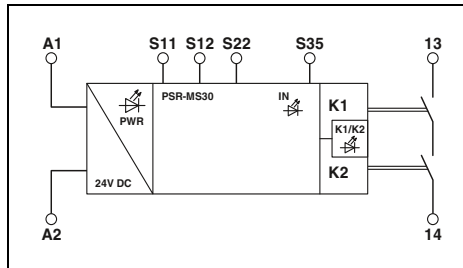 A1 S11 S12 S22 S35 13
PSR-MS30 IN K1
PWR K1/K2
24V DC K2
A2 14